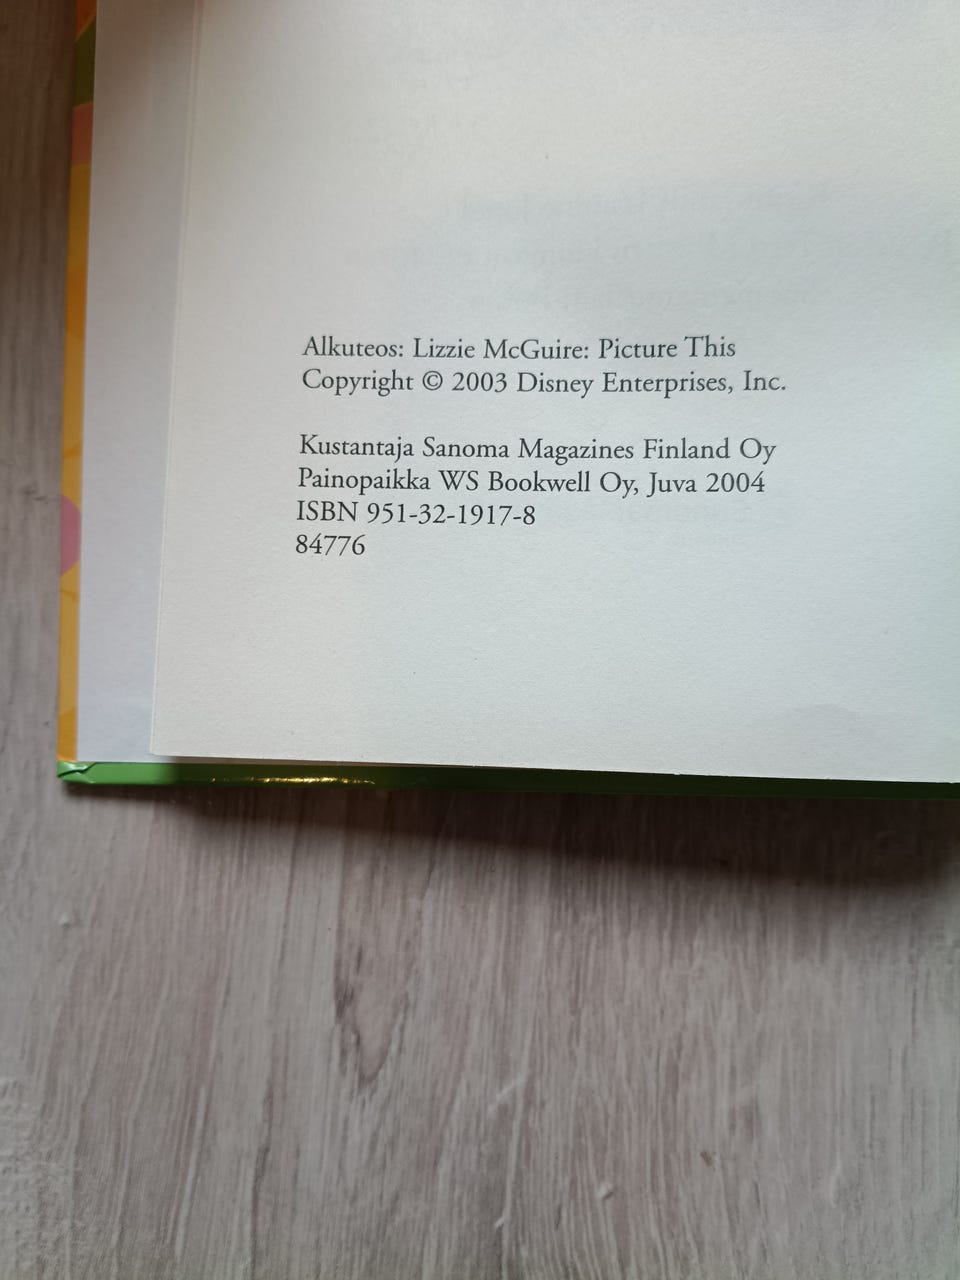 Alkuteos: Lizzie McGuire: Picture This
Copyright © 2003 Disney Enterprises, Inc.
Kustantaja Sanoma Magazines Finland Oy
Painopaikka WS Bookwell Oy, Juva 2004
ISBN 951-32-1917-8
84776